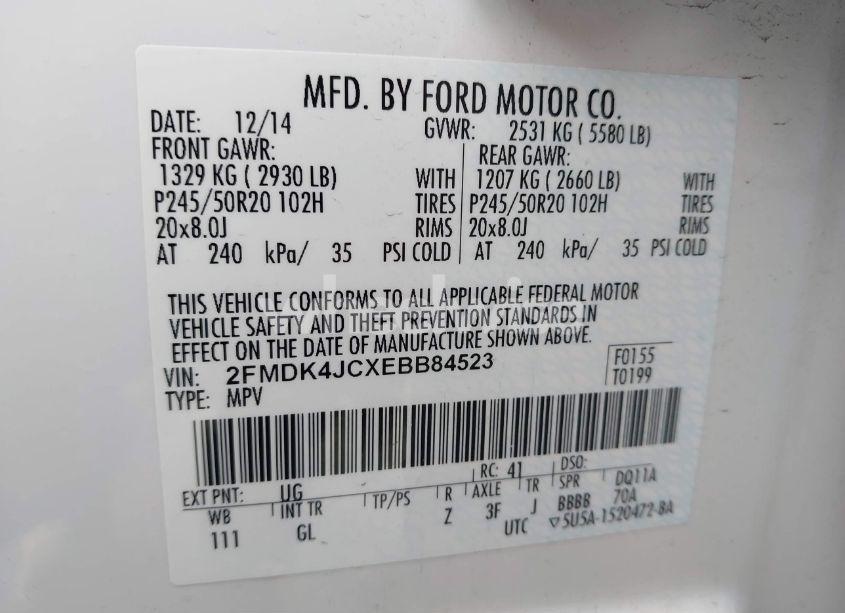 MFD. BY FORD MOTOR CO.
DATE: 12/14 GVWR: 2531 KG ( 5580 LB)
FRONT GAWR: REAR GAWR:
1329 KG ( 2930 LB) WITH 1207 KG ( 2660 LB) WITH
P245/50R20 102H TIRES P245/50R20 102H TIRES
20x8.0J RIMS 20x8.0J RIMS
AT 240 kPa/ 35 PSI COLD AT 240 kPa/ 35 PSI COLD
THIS VEHICLE CONFORMS TO ALL APPLICABLE FEDERAL MOTOR
VEHICLE SAFETY AND THEFT PREVENTION STANDARDS IN
EFFECT ON THE DATE OF MANUFACTURE SHOWN ABOVE.
VIN: 2FMDK4JCXEBB84523 F0155
TYPE: MPV T0199
EXT PNT: UG RC: 41 DSO:
WB INT TR TP/PS R AXLE TR SPR DQ11A
111 GL Z 3F J BBBB 70A
UTC ▽5U5A-1520472-BA